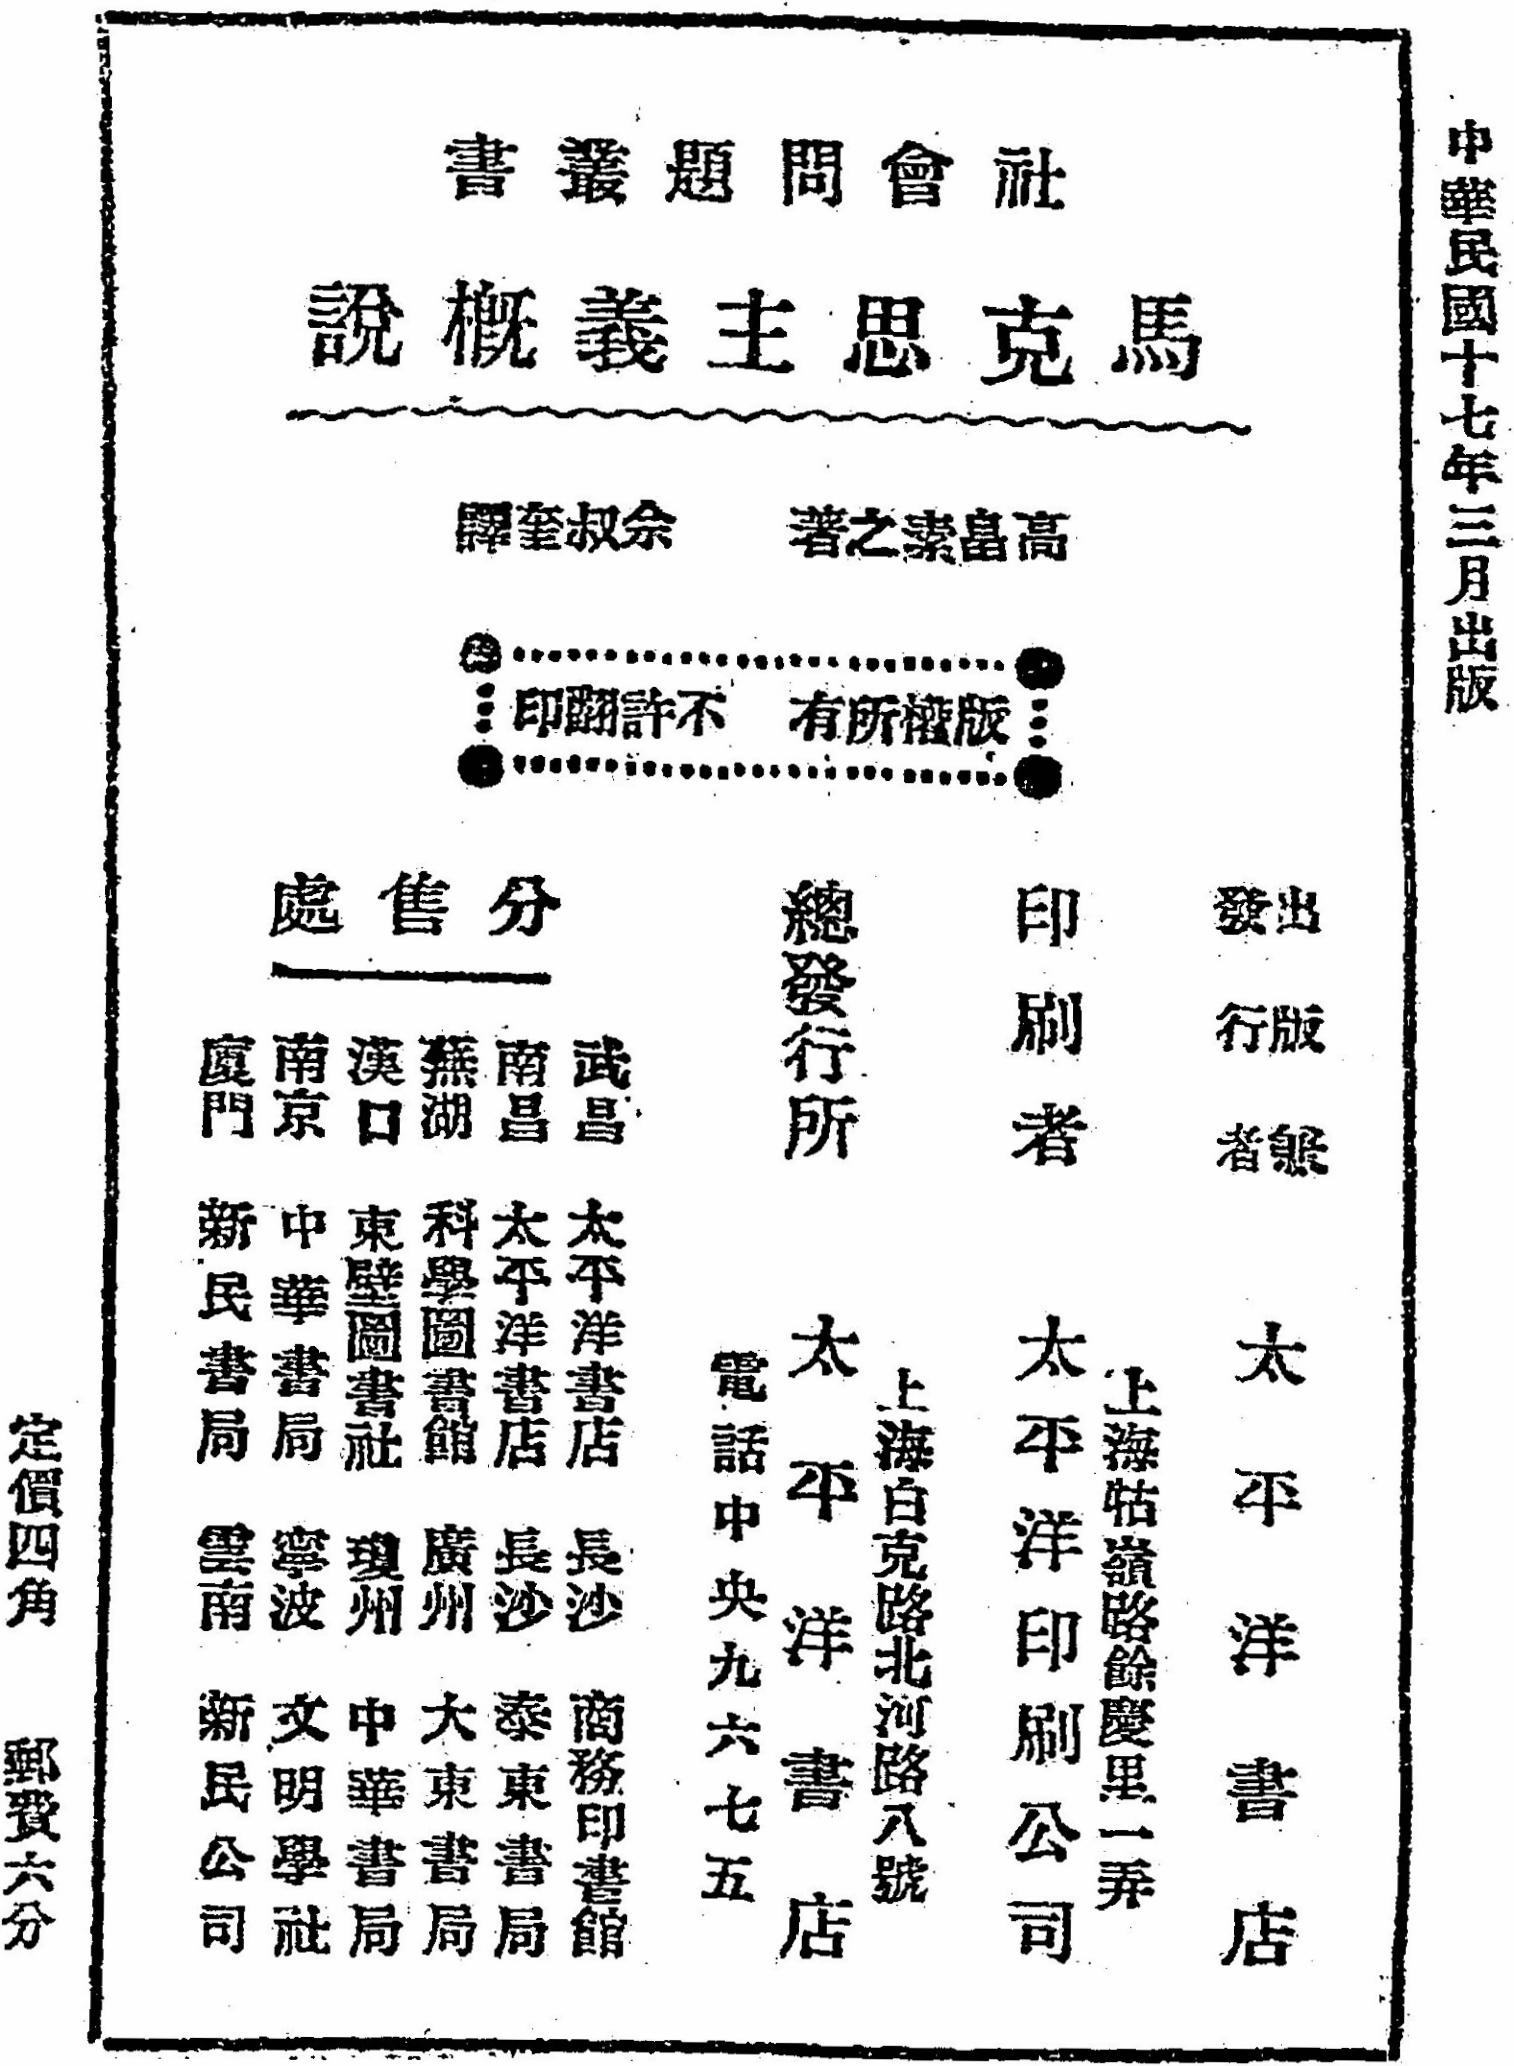 中華民國十七年三月出版
社會問題叢書
馬克思主義概說
高畠素之著　佘叔奎譯
版權所有　不許翻印
出版兼發行者　太平洋書店
印刷者　太平洋印刷公司
上海牯嶺路餘慶里一弄
總發行所　太平洋書店
上海白克路北河路八號
電話中央九六七五
分售處
武昌　太平洋書店　長沙　商務印書館
南昌　太平洋書店　長沙　泰東書局
蕪湖　科學圖書館　廣州　大東書局
漢口　東壁圖書社　瓊州　中華書局
南京　中華書局　寧波　文明學社
廈門　新民書局　雲南　新民公司
定價四角　郵費六分